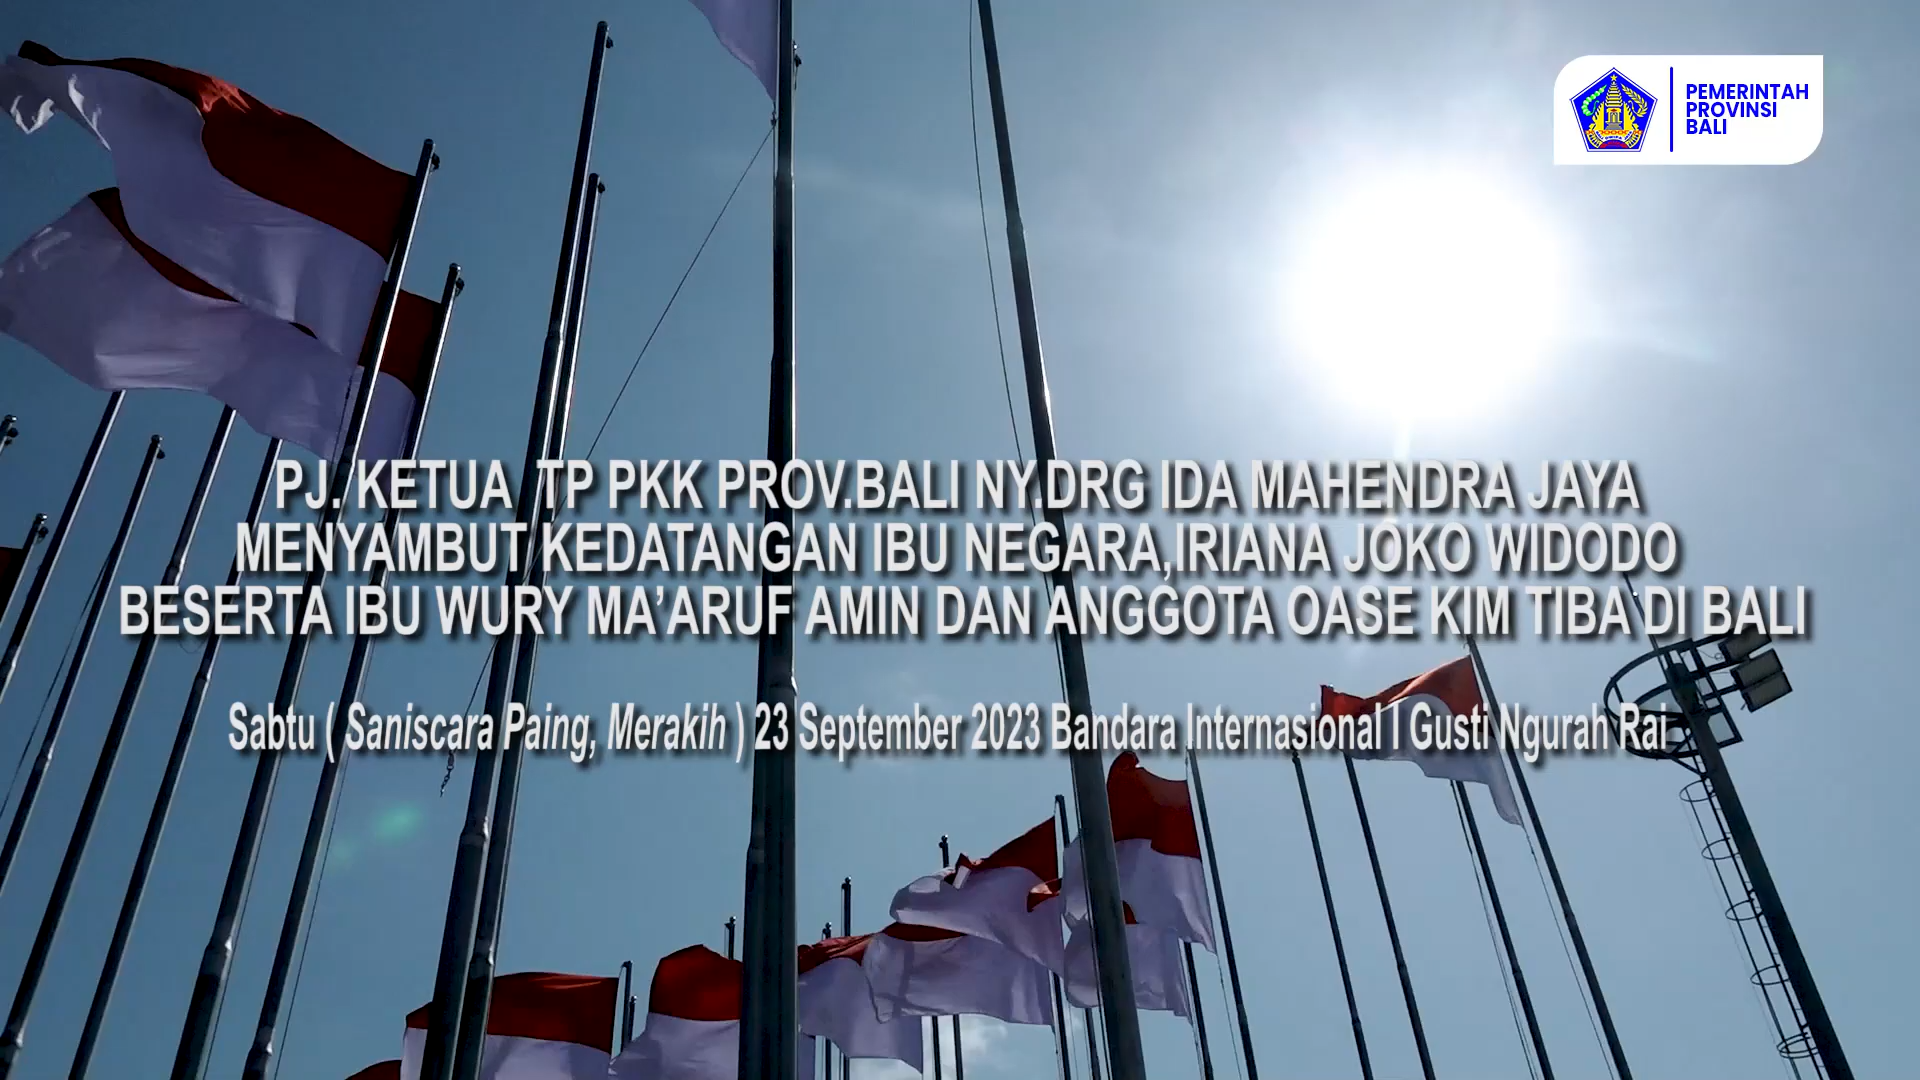 PEMERINTAH
PROVINSI
BALI
PJ. KETUA TP PKK PROV.BALI NY.DRG IDA MAHENDRA JAYA
MENYAMBUT KEDATANGAN IBU NEGARA,IRIANA JOKO WIDODO
BESERTA IBU WURY MA’ARUF AMIN DAN ANGGOTA OASE KIM TIBA DI BALI
Sabtu ( Saniscara Paing, Merakih ) 23 September 2023 Bandara Internasional I Gusti Ngurah Rai